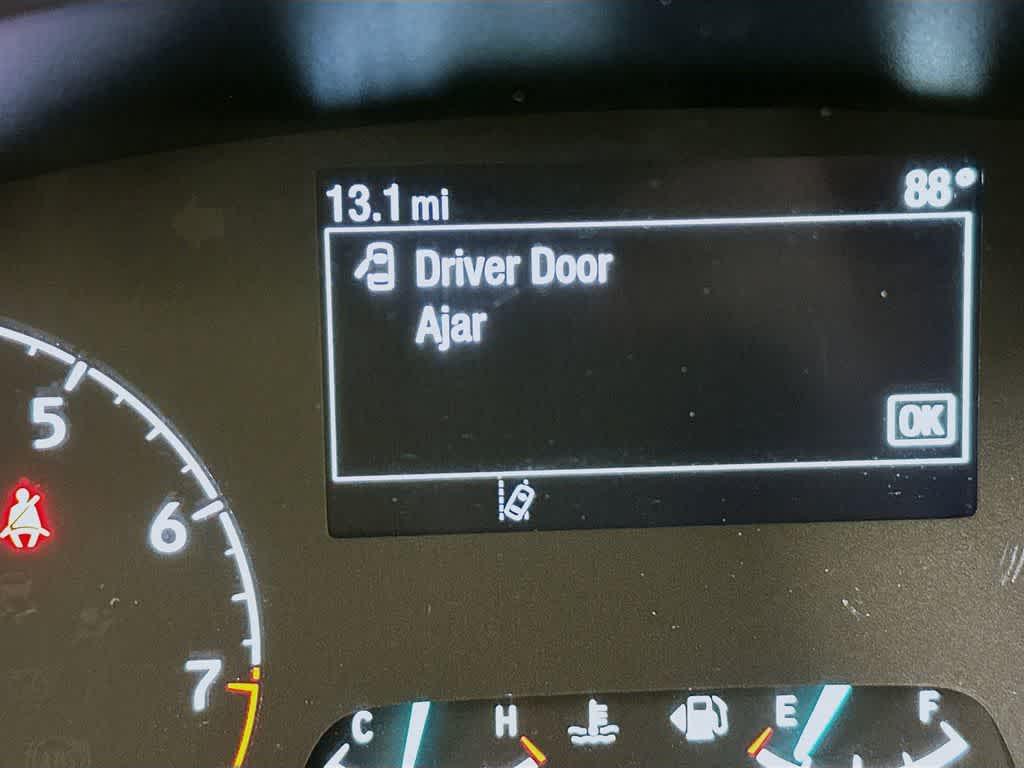 13.1 mi 88°
Driver Door
Ajar
OK
5
6
7
C H E F